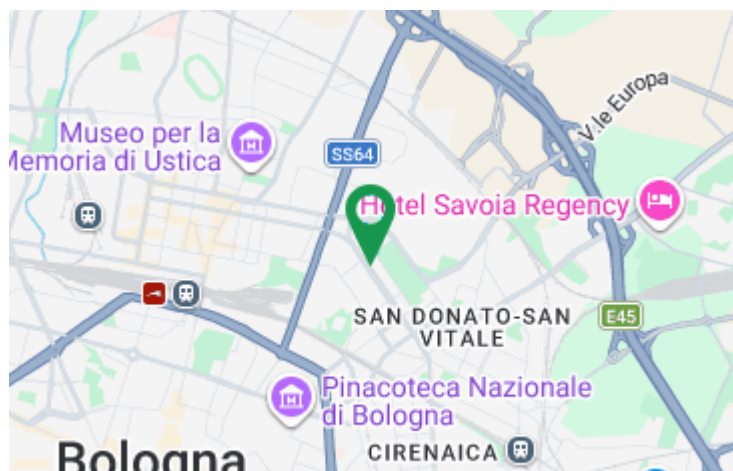 V.le Europa
Museo per la
Memoria di Ustica
SS64
Hotel Savoia Regency
SAN DONATO-SAN
VITALE
E45
Pinacoteca Nazionale
di Bologna
Bologna
CIRENAICA